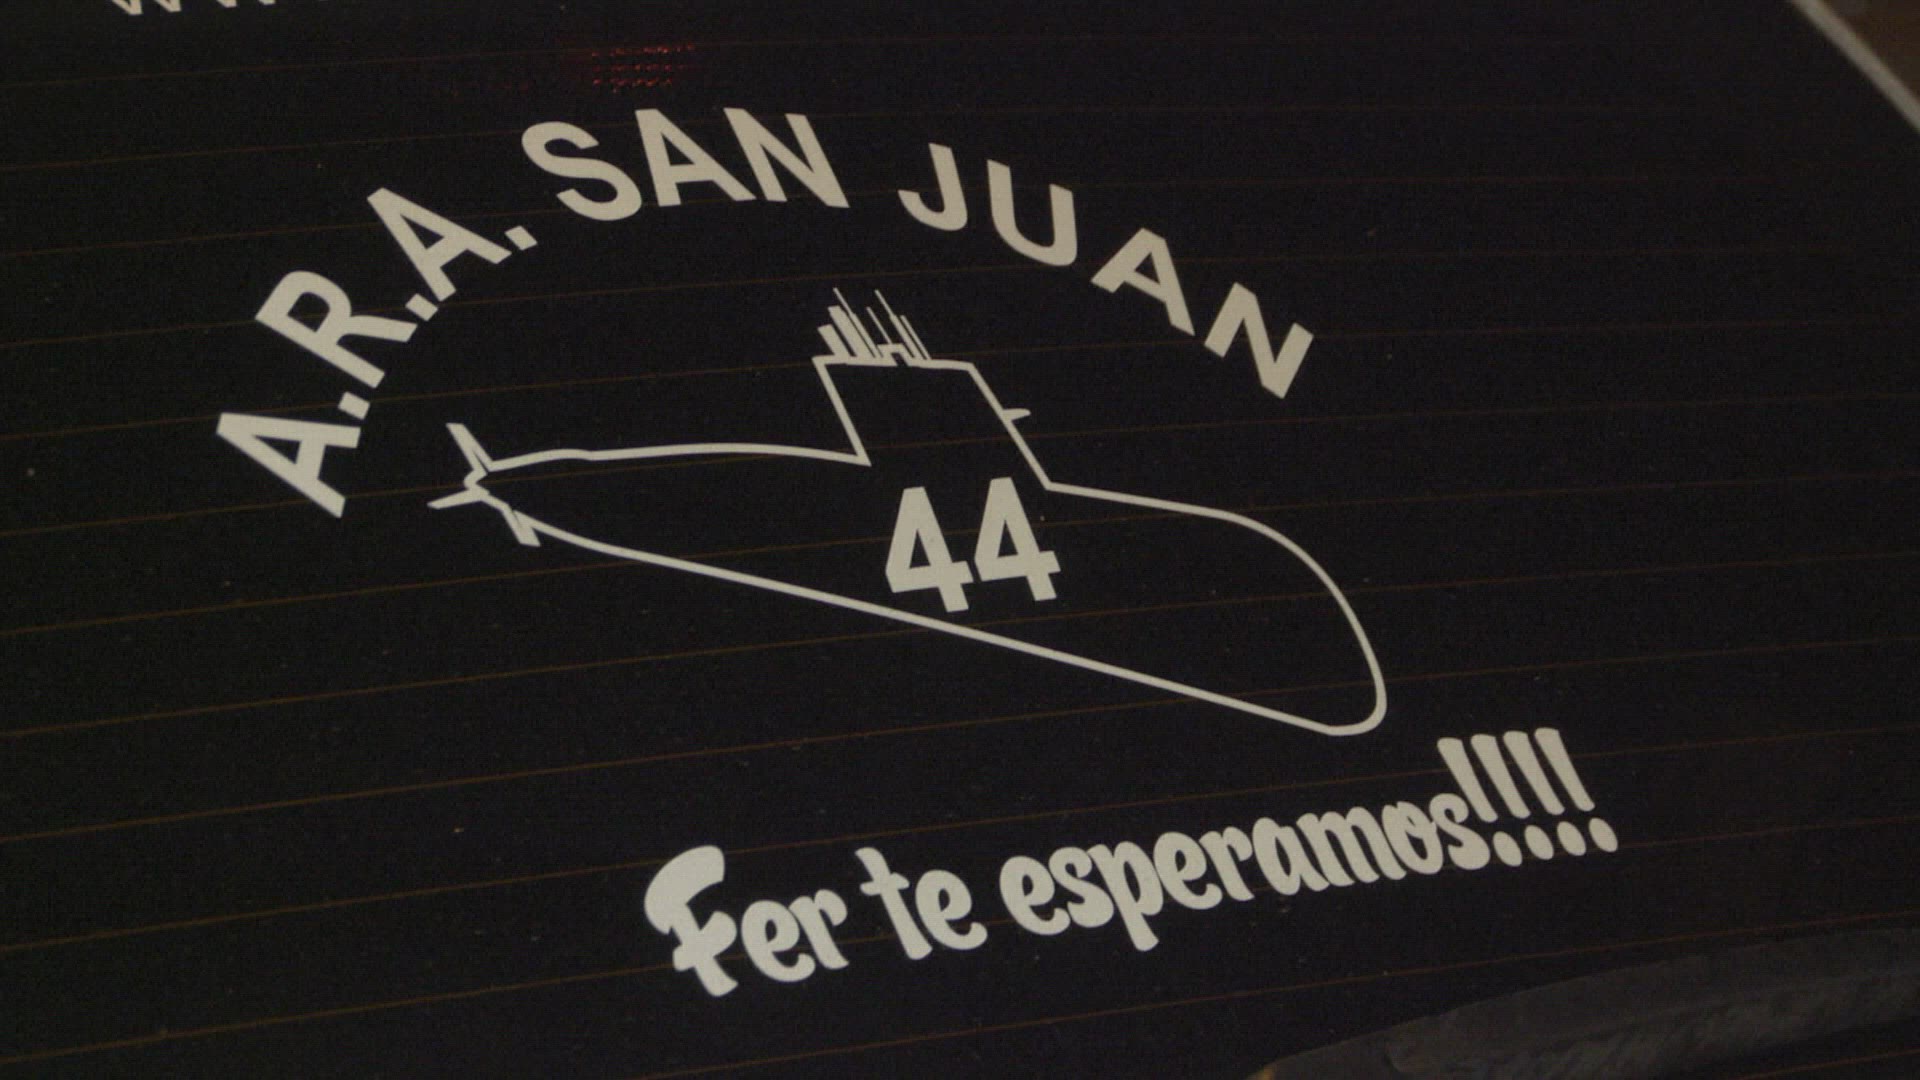 A.R.A. SAN JUAN
44
Fer te esperamos!!!!